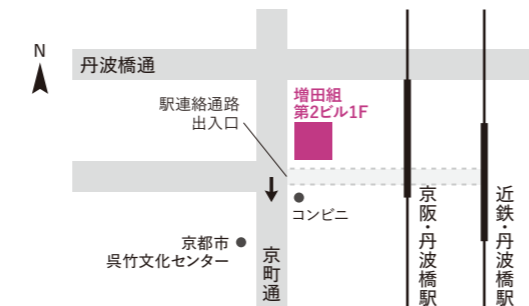 N
丹波橋通
駅連絡通路
出入口
増田組
第2ビル1F
コンビニ
京都市
呉竹文化センター
京町通
京阪・丹波橋駅
近鉄・丹波橋駅